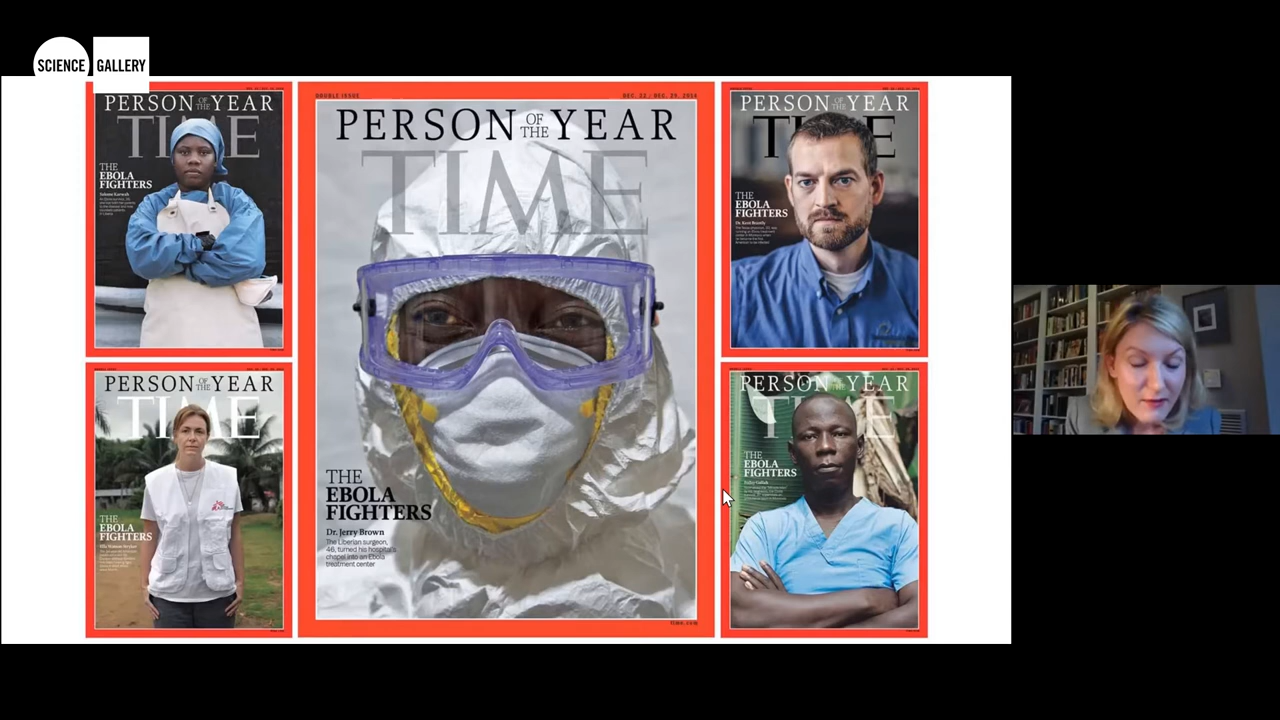 SCIENCE GALLERY
PERSON OF THE YEAR
TIME
THE
EBOLA
FIGHTERS
DOUBLE ISSUE
DEC. 22 / DEC. 29, 2014
PERSON OF THE YEAR
TIME
THE
EBOLA
FIGHTERS
Dr. Jerry Brown
The Liberian surgeon,
46, turned his hospital's
chapel into an Ebola
treatment center
PERSON OF THE YEAR
TIME
THE
EBOLA
FIGHTERS
Dr. Kent Brantly
PERSON OF THE YEAR
TIME
THE
EBOLA
FIGHTERS
PERSON OF THE YEAR
TIME
THE
EBOLA
FIGHTERS